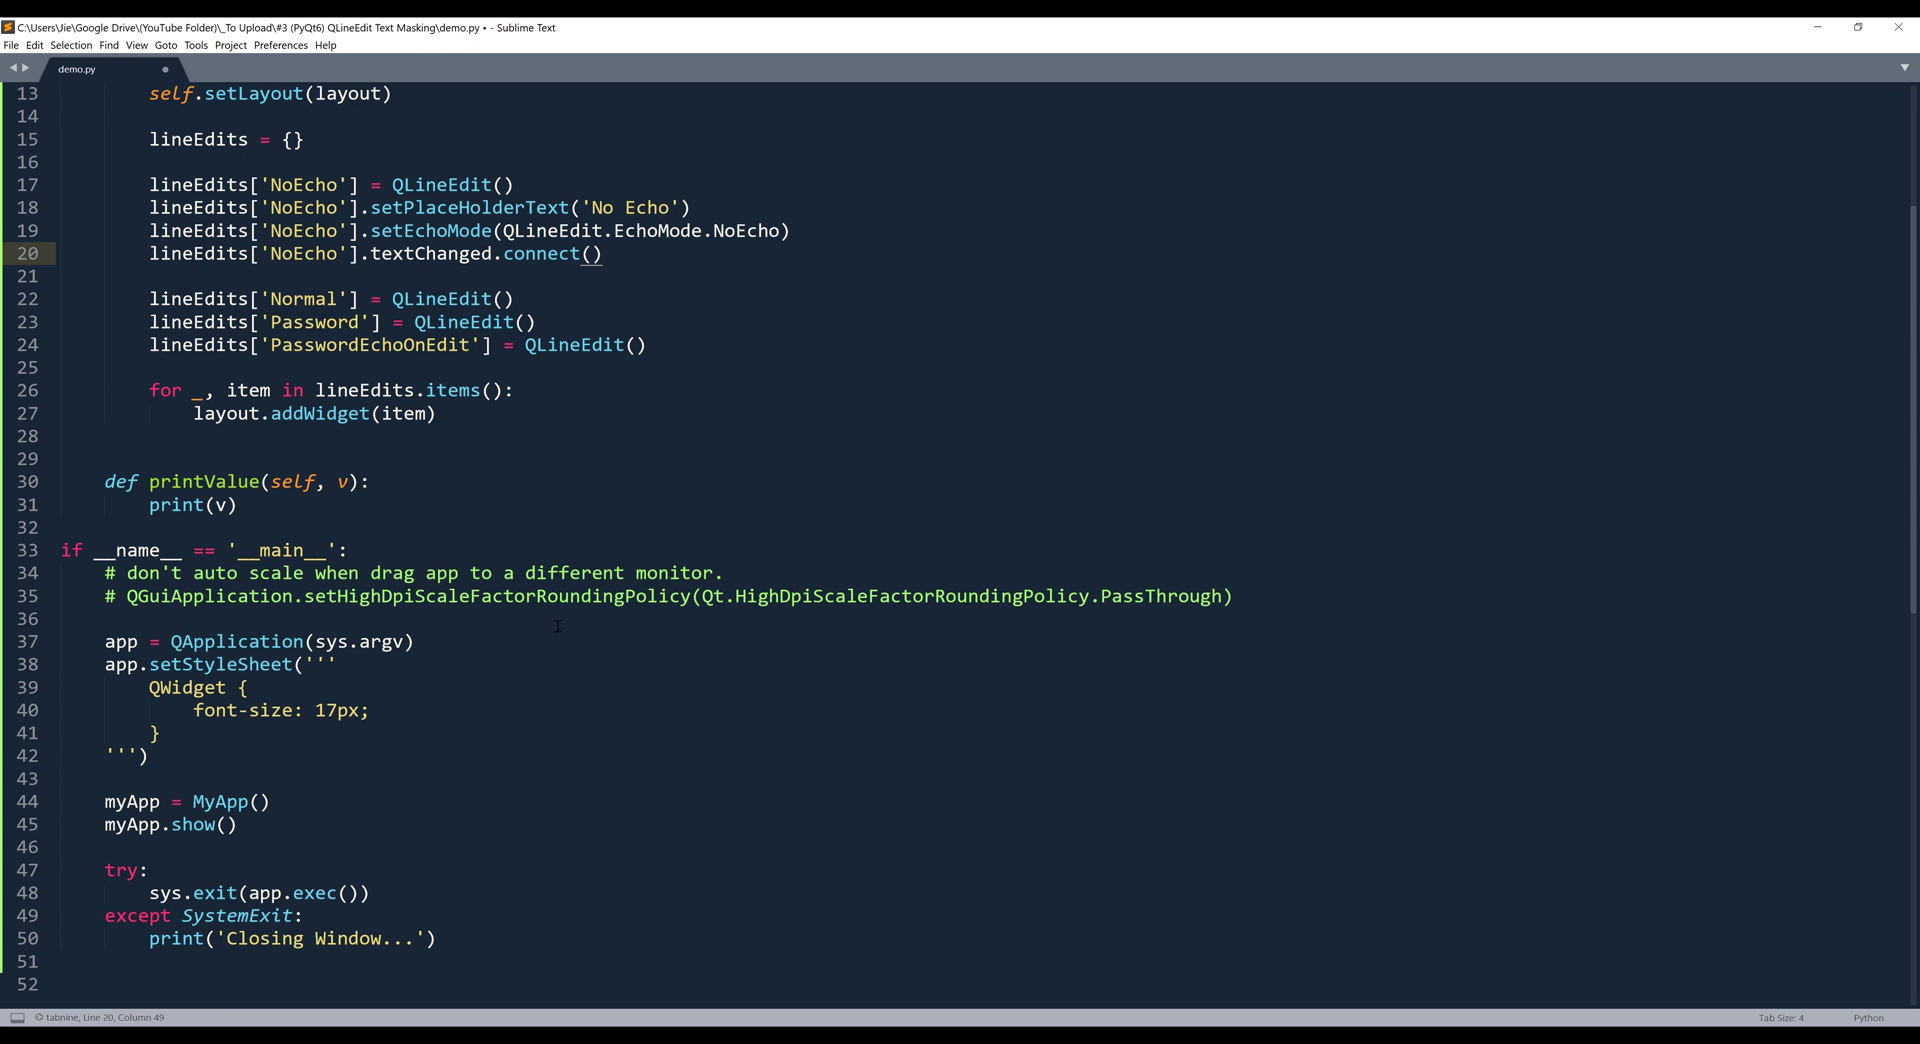 C:\Users\Jie\Google Drive\(YouTube Folder)\_To Upload\#3 (PyQt6) QLineEdit Text Masking\demo.py • - Sublime Text
File Edit Selection Find View Goto Tools Project Preferences Help
demo.py
13 self.setLayout(layout)
14
15 lineEdits = {}
16
17 lineEdits['NoEcho'] = QLineEdit()
18 lineEdits['NoEcho'].setPlaceHolderText('No Echo')
19 lineEdits['NoEcho'].setEchoMode(QLineEdit.EchoMode.NoEcho)
20 lineEdits['NoEcho'].textChanged.connect()
21
22 lineEdits['Normal'] = QLineEdit()
23 lineEdits['Password'] = QLineEdit()
24 lineEdits['PasswordEchoOnEdit'] = QLineEdit()
25
26 for _, item in lineEdits.items():
27 layout.addWidget(item)
28
29
30 def printValue(self, v):
31 print(v)
32
33 if __name__ == '__main__':
34 # don't auto scale when drag app to a different monitor.
35 # QGuiApplication.setHighDpiScaleFactorRoundingPolicy(Qt.HighDpiScaleFactorRoundingPolicy.PassThrough)
36
37 app = QApplication(sys.argv)
38 app.setStyleSheet('''
39 QWidget {
40 font-size: 17px;
41 }
42 ''')
43
44 myApp = MyApp()
45 myApp.show()
46
47 try:
48 sys.exit(app.exec())
49 except SystemExit:
50 print('Closing Window...')
51
52
tabnine, Line 20, Column 49
Tab Size: 4
Python